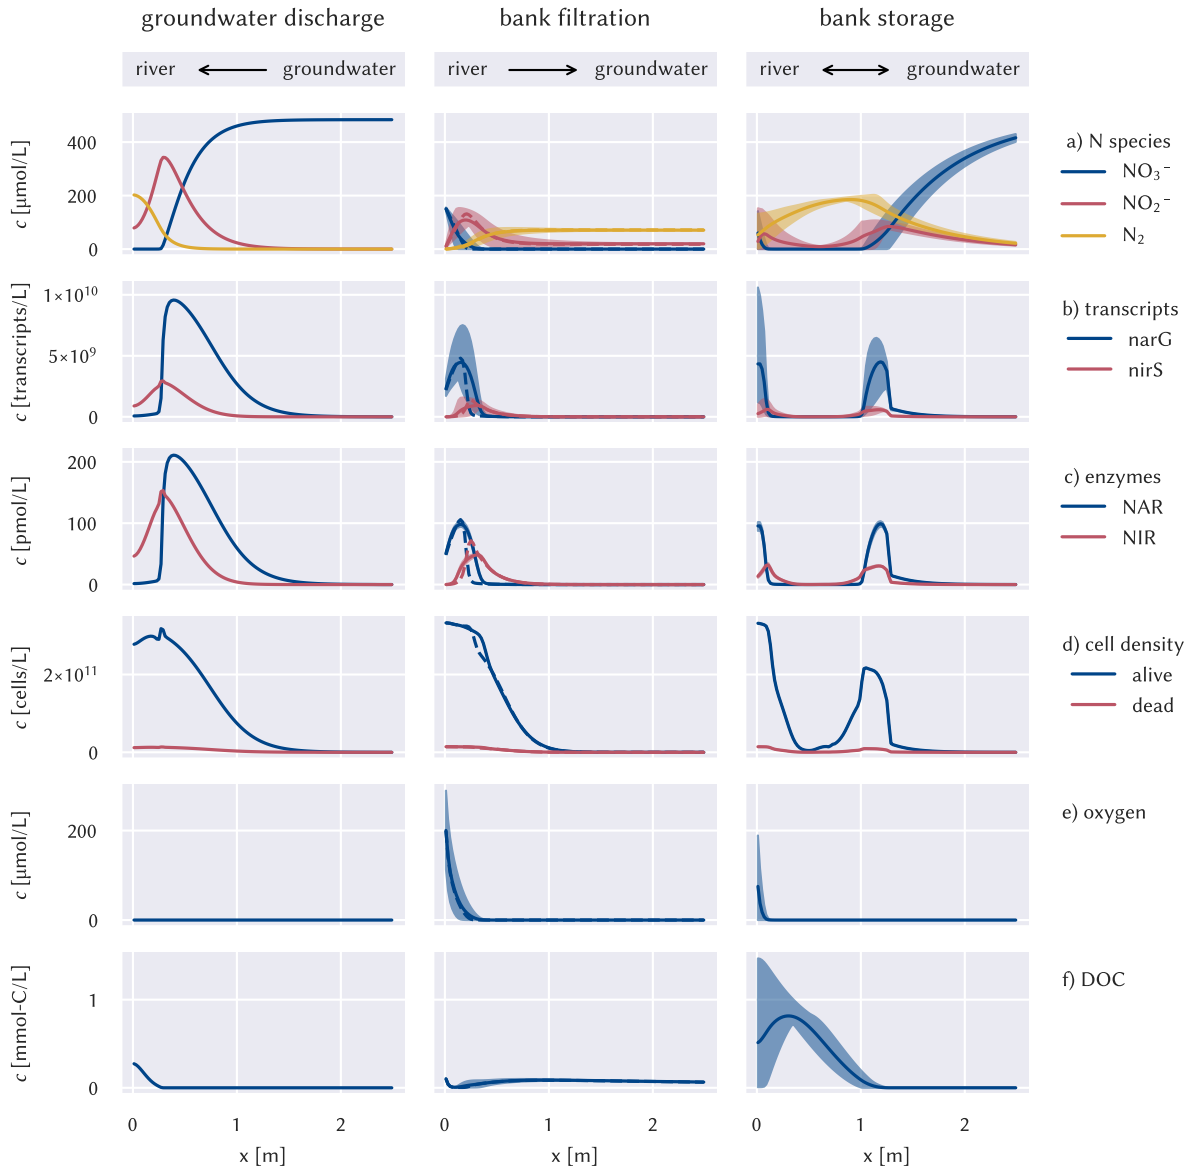 groundwater discharge bank filtration bank storage
river groundwater river groundwater river groundwater
c [µmol/L]
400
200
0
a) N species
NO₃⁻
NO₂⁻
N₂
c [transcripts/L]
1×10¹⁰
5×10⁹
0
b) transcripts
narG
nirS
c [pmol/L]
200
100
0
c) enzymes
NAR
NIR
c [cells/L]
2×10¹¹
0
d) cell density
alive
dead
c [µmol/L]
200
0
e) oxygen
c [mmol-C/L]
1
0
f) DOC
0 1 2 0 1 2 0 1 2
x [m] x [m] x [m]